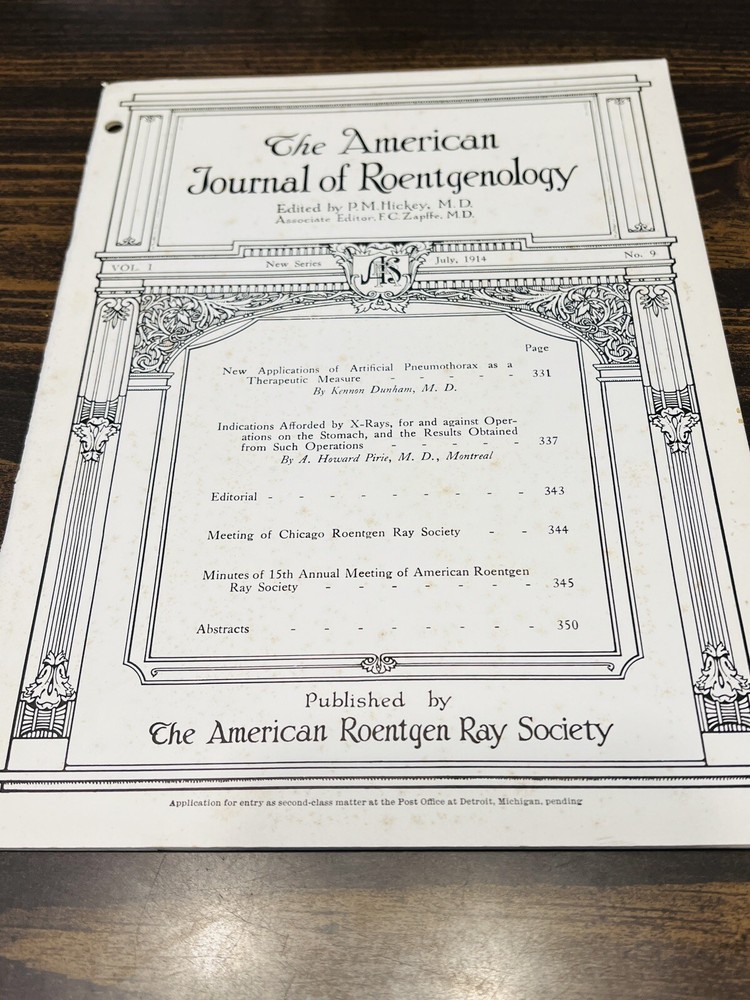 The American
Journal of Roentgenology
Edited by P. M. Hickey, M. D.
Associate Editor, F. C. Zapffe, M. D.
VOL. I New Series July, 1914 No. 9
Page
New Applications of Artificial Pneumothorax as a
Therapeutic Measure - - - - - 331
By Kennon Dunham, M. D.
Indications Afforded by X-Rays, for and against Oper-
ations on the Stomach, and the Results Obtained
from Such Operations - - - - - 337
By A. Howard Pirie, M. D., Montreal
Editorial - - - - - - - - - 343
Meeting of Chicago Roentgen Ray Society - - 344
Minutes of 15th Annual Meeting of American Roentgen
Ray Society - - - - - - - 345
Abstracts - - - - - - - 350
Published by
The American Roentgen Ray Society
Application for entry as second-class matter at the Post Office at Detroit, Michigan, pending